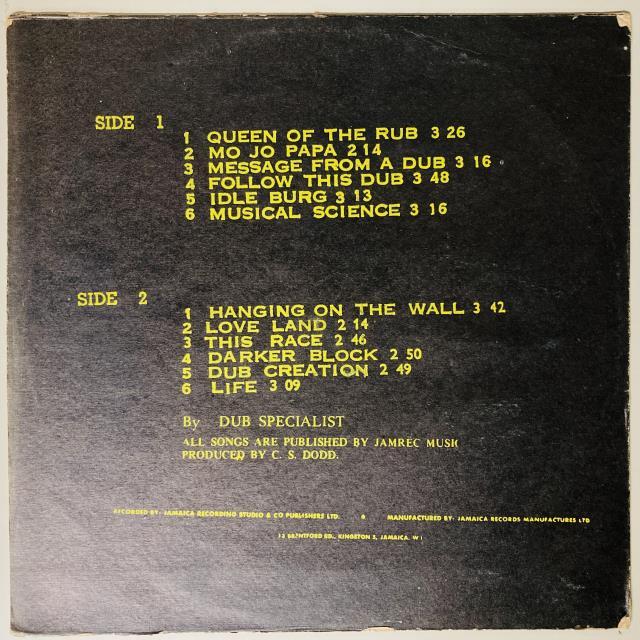 SIDE 1
1 QUEEN OF THE RUB 3 26
2 MO JO PAPA 2 14
3 MESSAGE FROM A DUB 3 16
4 FOLLOW THIS DUB 3 48
5 IDLE BURG 3 13
6 MUSICAL SCIENCE 3 16
SIDE 2
1 HANGING ON THE WALL 3 42
2 LOVE LAND 2 14
3 THIS RACE 2 46
4 DARKER BLOCK 2 50
5 DUB CREATION 2 49
6 LIFE 3 09
By DUB SPECIALIST
ALL SONGS ARE PUBLISHED BY JAMREC MUSIC
PRODUCED BY C. S. DODD.
RECORDED BY: JAMAICA RECORDING STUDIO & CO PUBLISHERS LTD. • MANUFACTURED BY: JAMAICA RECORDS MANUFACTURES LTD
13 BRENTFORD RD., KINGSTON 5, JAMAICA. W I